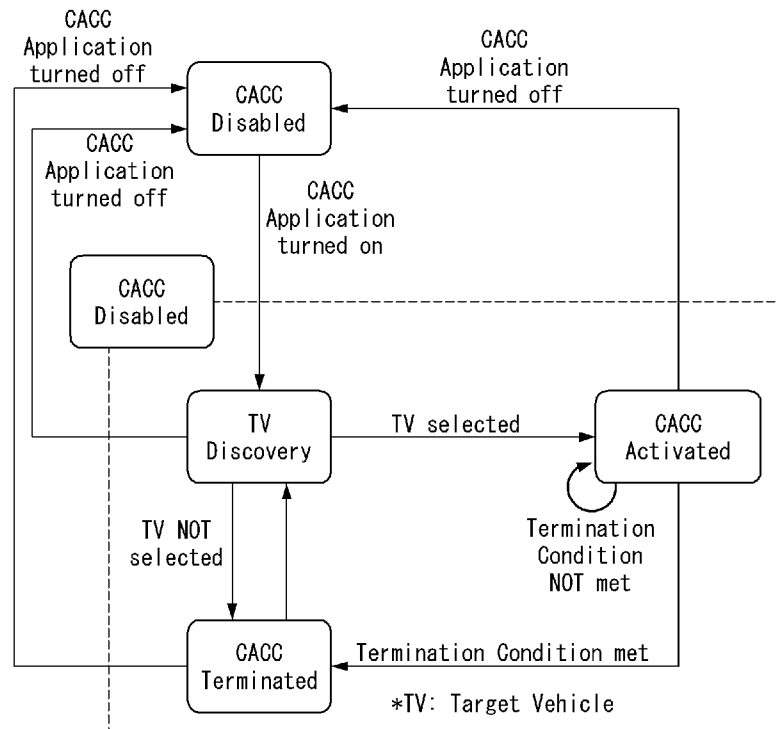 CACC
Application
turned off
CACC
Disabled
CACC
Application
turned off
CACC
Application
turned off
CACC
Application
turned on
CACC
Disabled
TV
Discovery
TV selected
CACC
Activated
TV NOT
selected
Termination
Condition
NOT met
CACC
Terminated
Termination Condition met
*TV: Target Vehicle